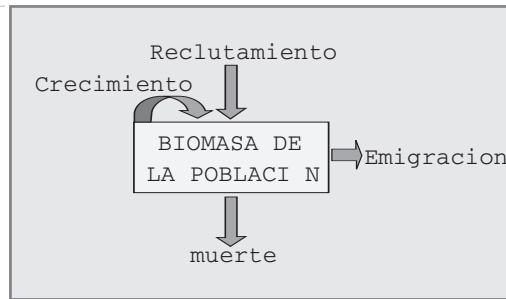 Reclutamiento
Crecimiento
BIOMASA DE
LA POBLACI N
Emigracion
muerte